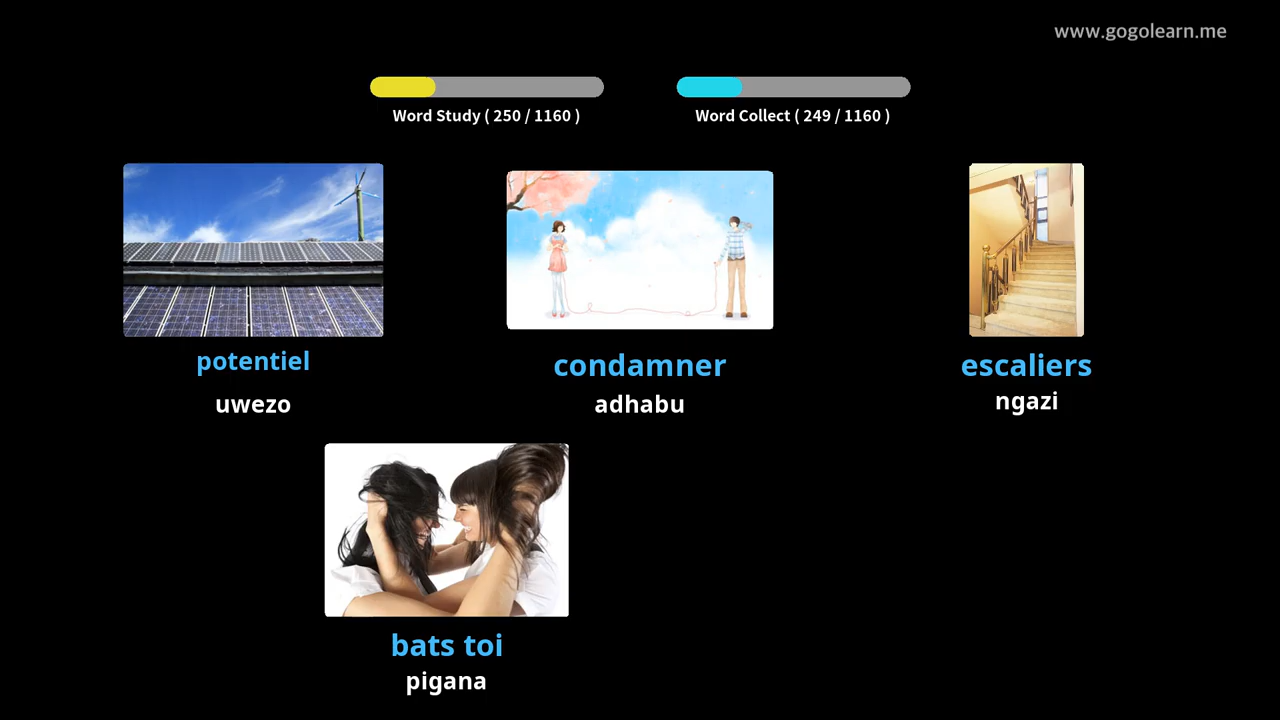 www.gogolearn.me
Word Study ( 250 / 1160 )
Word Collect ( 249 / 1160 )
potentiel
uwezo
condamner
adhabu
escaliers
ngazi
bats toi
pigana